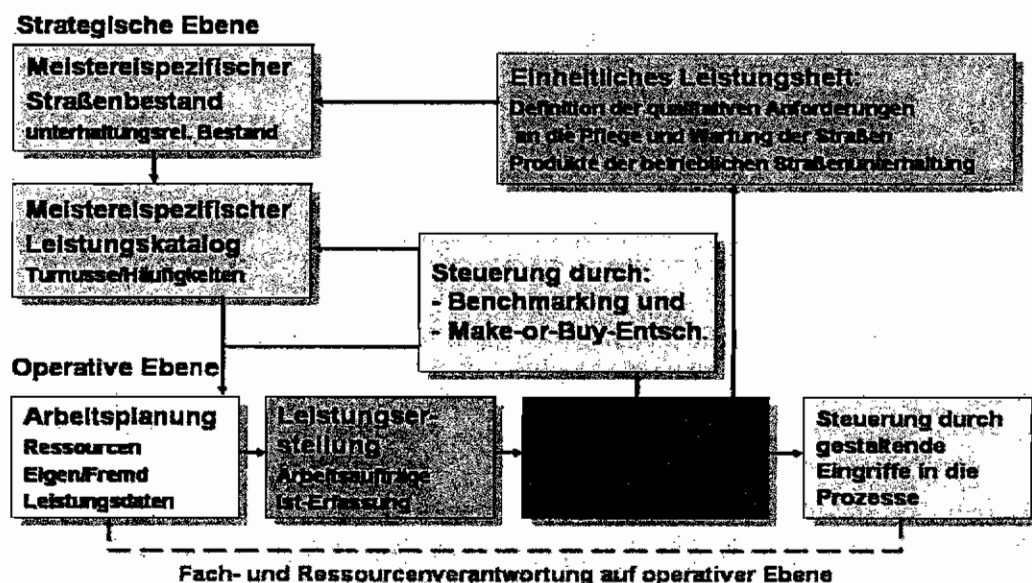 Strategische Ebene
Meistereispezifischer
Straßenbestand
unterhaltungsrel. Bestand
Einheitliches Leistungsheft:
Definition der qualitativen Anforderungen
an die Pflege und Wartung der Straßen
Produkte der betrieblichen Straßenunterhaltung
Meistereispezifischer
Leistungskatalog
Turnusse/Häufigkeiten
Steuerung durch:
- Benchmarking und
- Make-or-Buy-Entsch.
Operative Ebene
Arbeitsplanung
Ressourcen
Eigen/Fremd
Leistungsdaten
Leistungser-
stellung
Arbeitsaufträge
Ist-Erfassung
Steuerung durch
gestaltende
Eingriffe in die
Prozesse
Fach- und Ressourcenverantwortung auf operativer Ebene